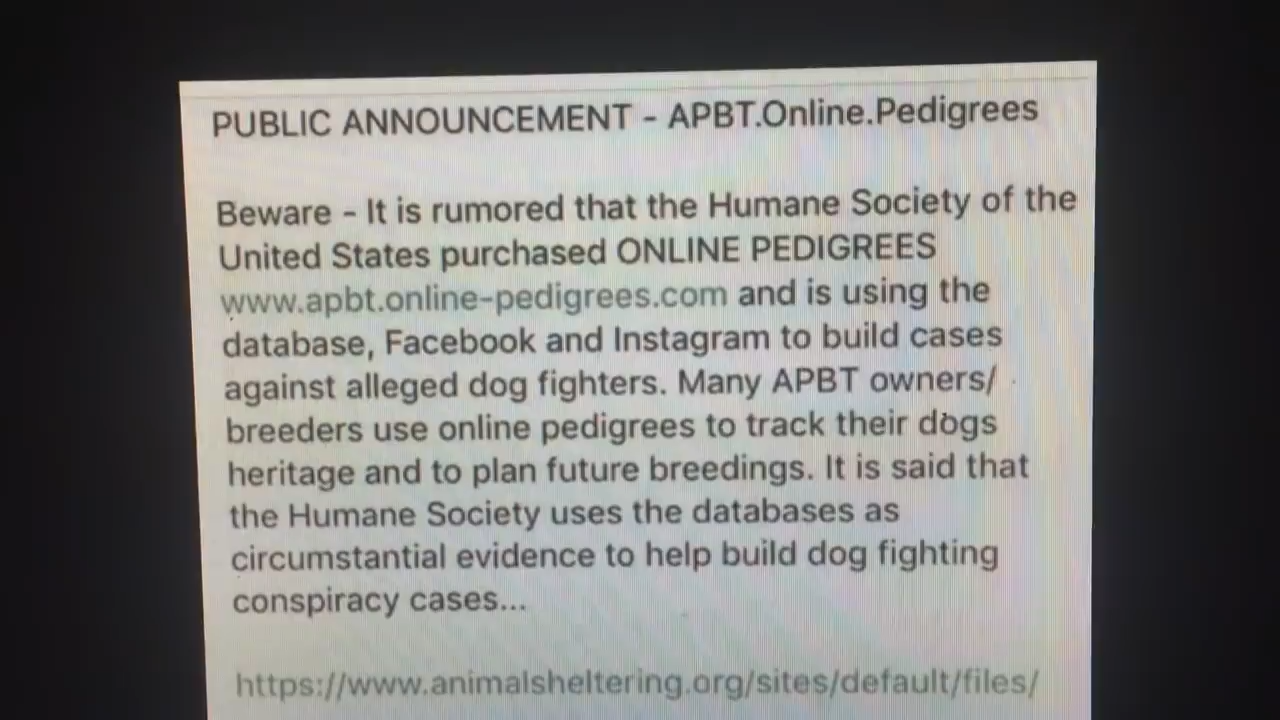 PUBLIC ANNOUNCEMENT - APBT.Online.Pedigrees
Beware - It is rumored that the Humane Society of the
United States purchased ONLINE PEDIGREES
www.apbt.online-pedigrees.com and is using the
database, Facebook and Instagram to build cases
against alleged dog fighters. Many APBT owners/
breeders use online pedigrees to track their dogs
heritage and to plan future breedings. It is said that
the Humane Society uses the databases as
circumstantial evidence to help build dog fighting
conspiracy cases...
https://www.animalsheltering.org/sites/default/files/